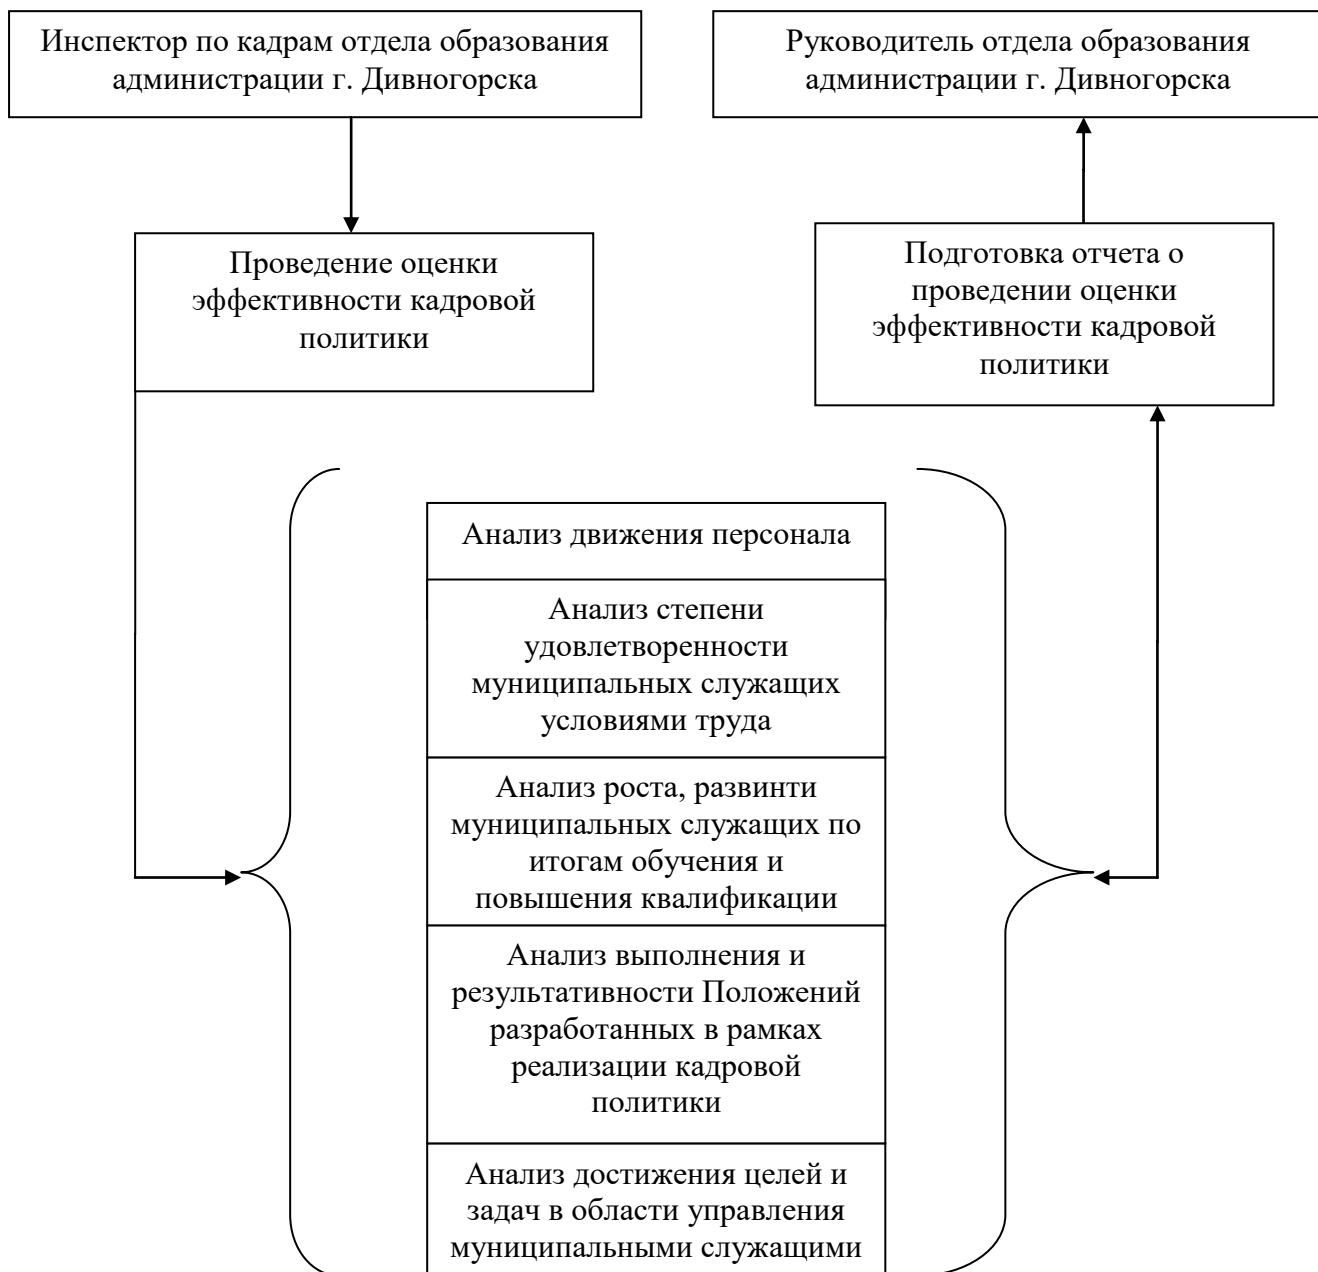 Инспектор по кадрам отдела образования
администрации г. Дивногорска
Руководитель отдела образования
администрации г. Дивногорска
Проведение оценки
эффективности кадровой
политики
Подготовка отчета о
проведении оценки
эффективности кадровой
политики
Анализ движения персонала
Анализ степени
удовлетворенности
муниципальных служащих
условиями труда
Анализ роста, развинти
муниципальных служащих по
итогам обучения и
повышения квалификации
Анализ выполнения и
результативности Положений
разработанных в рамках
реализации кадровой
политики
Анализ достижения целей и
задач в области управления
муниципальными служащими